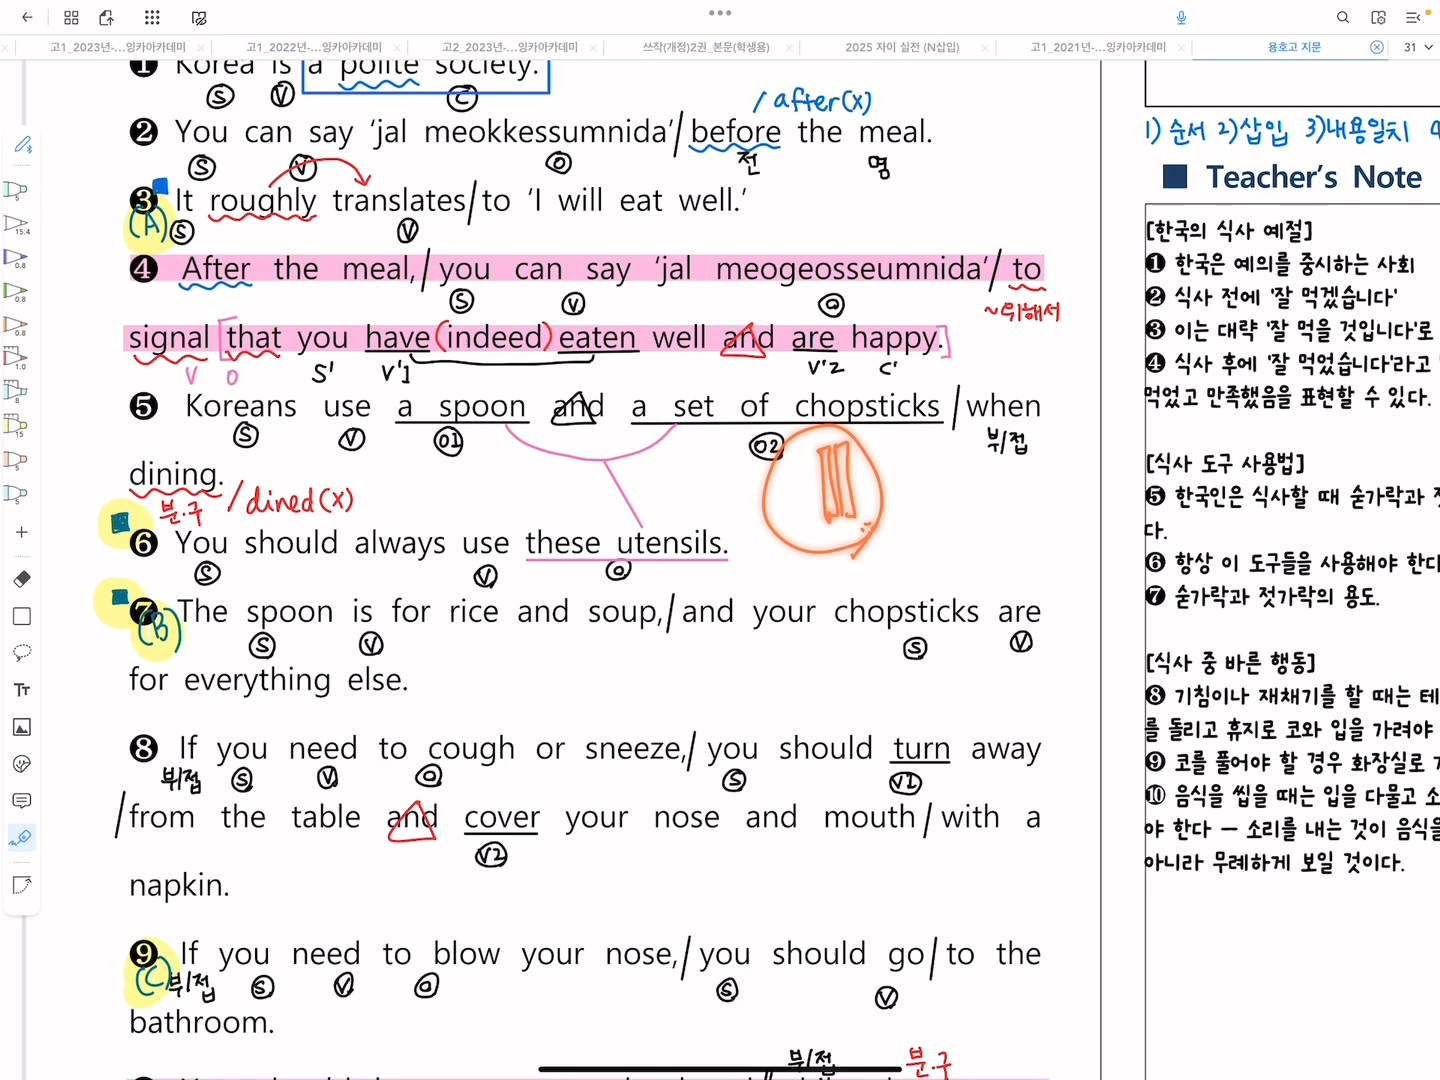 고1_2023년-...잉카아카데미
고1_2022년-...잉카아카데미
고2_2023년-...잉카아카데미
쓰작(개정)2권_본문(학생용)
2025 자이 실전 (N삽입)
고1_2021년-...잉카아카데미
용호고 지문
31
❶ Korea is a polite society.
S V C
/ after(x)
❷ You can say ‘jal meokkessumnida’/ before the meal.
S V O 전 명
❸ It roughly translates/ to ‘I will eat well.’
(A) S V
❹ After the meal,/ you can say ‘jal meogeosseumnida’/ to
S V O ~위해서
signal [that you have (indeed) eaten well and are happy.]
V O S' V'1 V'2 C'
❺ Koreans use a spoon and a set of chopsticks / when
S V O1 O2 부/접
dining.
분.구 / dined(x)
❻ You should always use these utensils.
S V O
❼ The spoon is for rice and soup,/ and your chopsticks are
(B) S V S V
for everything else.
❽ If you need to cough or sneeze,/ you should turn away
부/접 S V O S V1
/ from the table and cover your nose and mouth / with a
V2
napkin.
❾ If you need to blow your nose,/ you should go / to the
(C) 부/접 S V O S V
bathroom.
부/접 분.구
1) 순서 2) 삽입 3) 내용일치
■ Teacher’s Note
[한국의 식사 예절]
❶ 한국은 예의를 중시하는 사회
❷ 식사 전에 '잘 먹겠습니다'
❸ 이는 대략 '잘 먹을 것입니다'로
❹ 식사 후에 '잘 먹었습니다'라고
먹었고 만족했음을 표현할 수 있다.
[식사 도구 사용법]
❺ 한국인은 식사할 때 숟가락과
다.
❻ 항상 이 도구들을 사용해야 한다
❼ 숟가락과 젓가락의 용도.
[식사 중 바른 행동]
❽ 기침이나 재채기를 할 때는 테
를 돌리고 휴지로 코와 입을 가려야
❾ 코를 풀어야 할 경우 화장실로
❿ 음식을 씹을 때는 입을 다물고 소
야 한다 – 소리를 내는 것이 음식을
아니라 무례하게 보일 것이다.
5
15.4
0.8
0.8
0.8
1.0
8
15
5
5
Tт